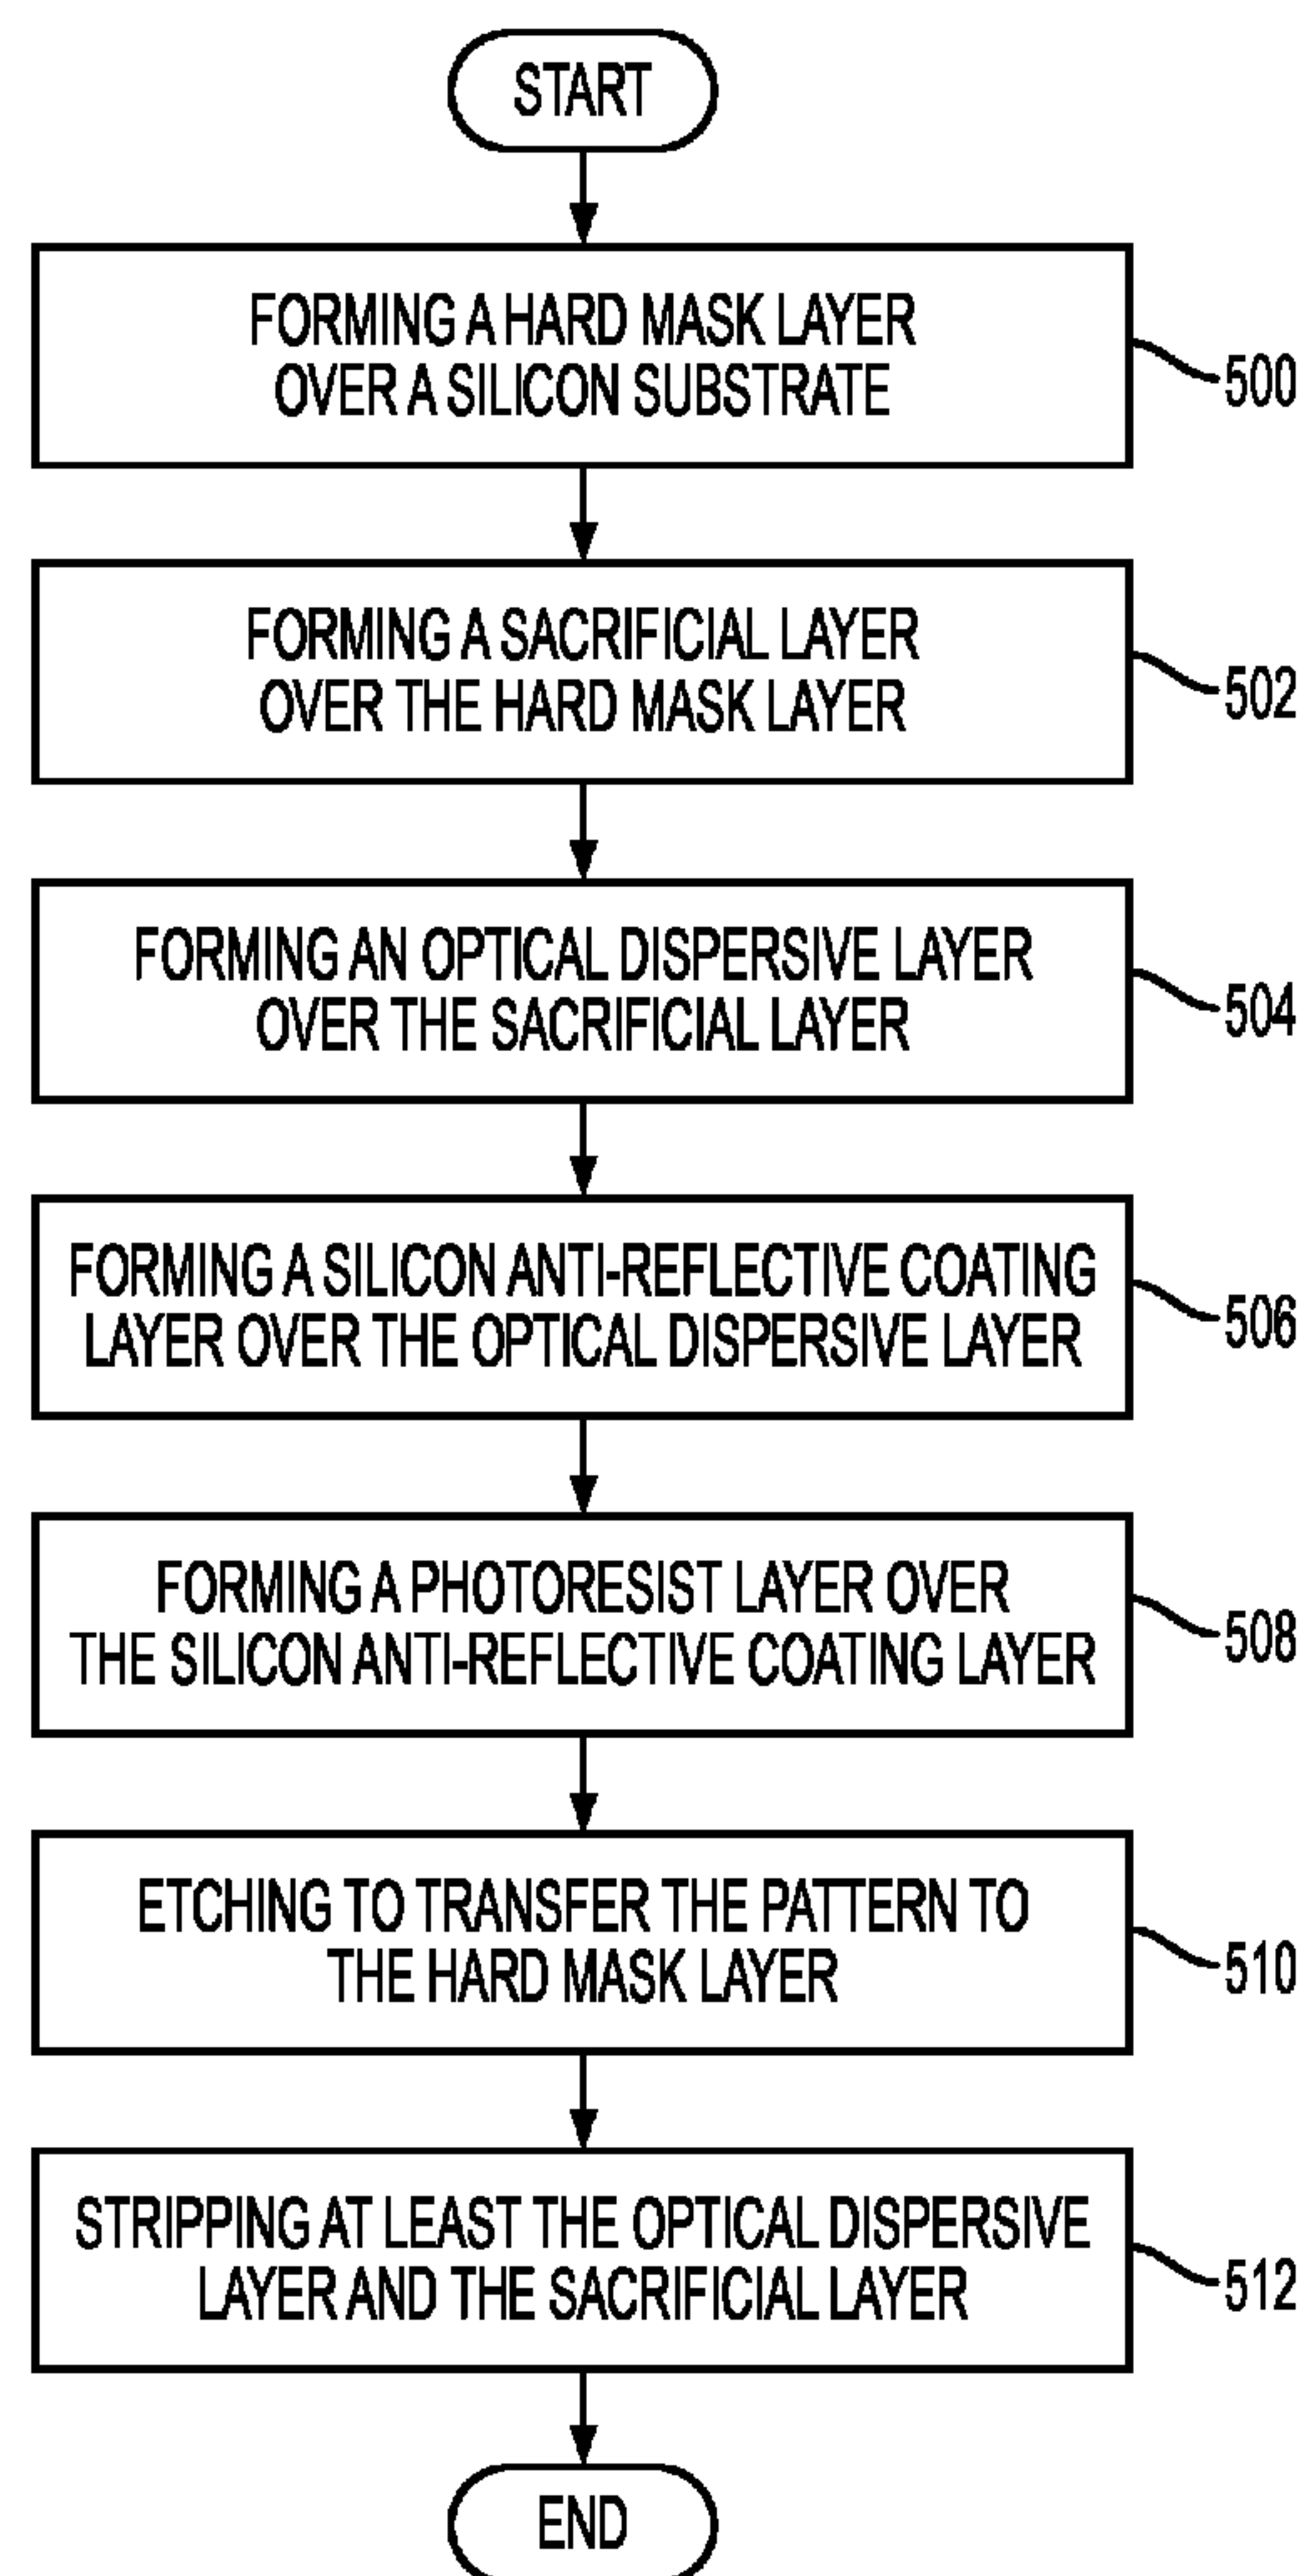 START
FORMING A HARD MASK LAYER
OVER A SILICON SUBSTRATE
500
FORMING A SACRIFICIAL LAYER
OVER THE HARD MASK LAYER
502
FORMING AN OPTICAL DISPERSIVE LAYER
OVER THE SACRIFICIAL LAYER
504
FORMING A SILICON ANTI-REFLECTIVE COATING
LAYER OVER THE OPTICAL DISPERSIVE LAYER
506
FORMING A PHOTORESIST LAYER OVER
THE SILICON ANTI-REFLECTIVE COATING LAYER
508
ETCHING TO TRANSFER THE PATTERN TO
THE HARD MASK LAYER
510
STRIPPING AT LEAST THE OPTICAL DISPERSIVE
LAYER AND THE SACRIFICIAL LAYER
512
END